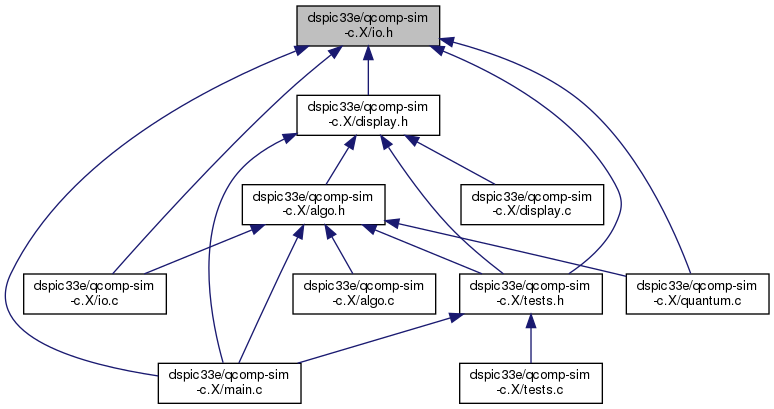 dspic33e/qcomp-sim
-c.X/io.h
dspic33e/qcomp-sim
-c.X/display.h
dspic33e/qcomp-sim
-c.X/algo.h
dspic33e/qcomp-sim
-c.X/display.c
dspic33e/qcomp-sim
-c.X/io.c
dspic33e/qcomp-sim
-c.X/algo.c
dspic33e/qcomp-sim
-c.X/tests.h
dspic33e/qcomp-sim
-c.X/quantum.c
dspic33e/qcomp-sim
-c.X/main.c
dspic33e/qcomp-sim
-c.X/tests.c